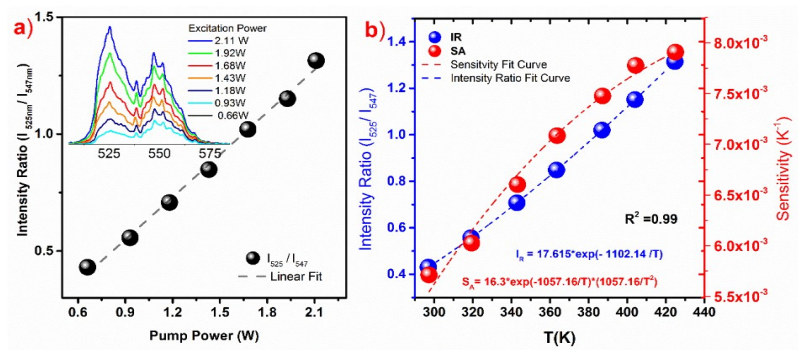 a)
Intensity Ratio (I525nm/ I547nm)
1.5
1.0
0.5
Excitation Power
2.11 W
1.92W
1.68W
1.43W
1.18W
0.93W
0.66W
525 550 575
I525 / I547
Linear Fit
0.6 0.9 1.2 1.5 1.8 2.1
Pump Power (W)
b)
Intensity Ratio (I525/ I547)
1.4
1.2
1.0
0.8
0.6
0.4
IR
SA
Sensitvity Fit Curve
Intensity Ratio Fit Curve
R2 =0.99
IR = 17.615*exp(- 1102.14 /T)
SA= 16.3*exp(-1057.16/T)*(1057.16/T2)
300 320 340 360 380 400 420 440
T(K)
8.0x10-3
7.5x10-3
7.0x10-3
6.5x10-3
6.0x10-3
5.5x10-3
Sensitivity (K-1)